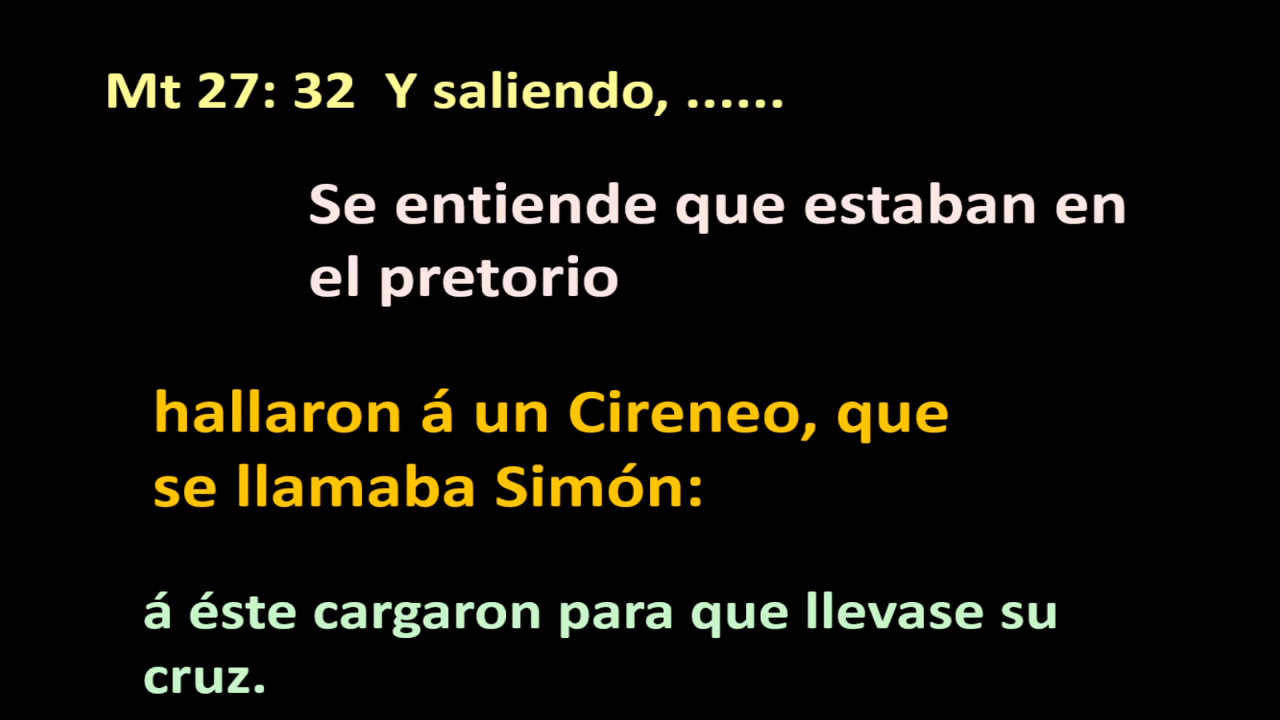 Mt 27: 32  Y saliendo, ......
Se entiende que estaban en
el pretorio
hallaron á un Cireneo, que
se llamaba Simón:
á éste cargaron para que llevase su
cruz.